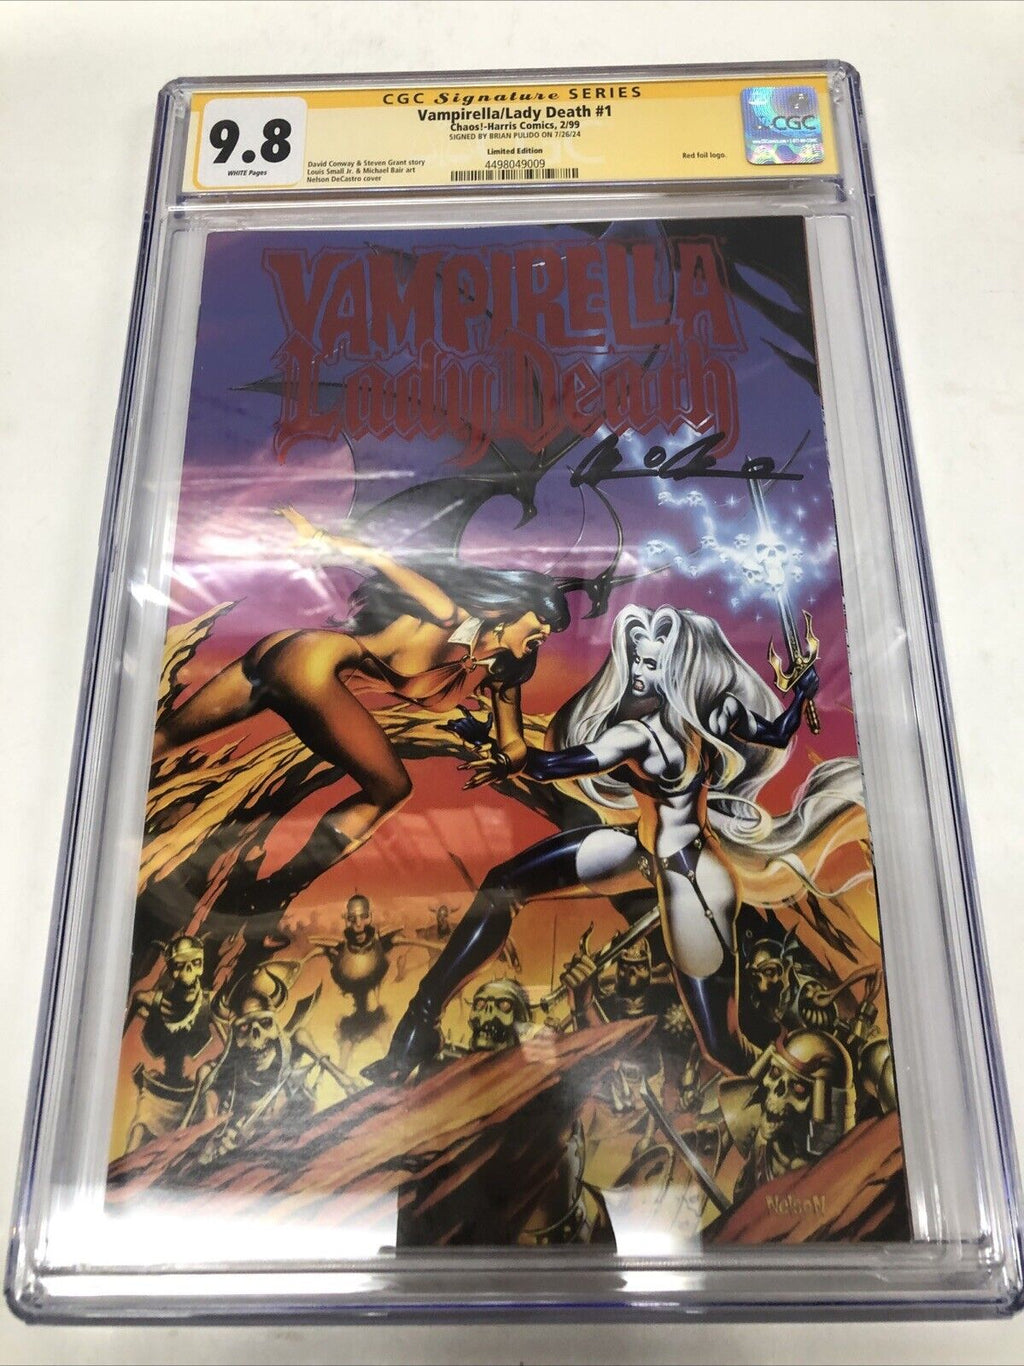 CGC Signature SERIES
Vampirella/Lady Death #1
Chaos!-Harris Comics, 2/99
SIGNED BY BRIAN PULIDO ON 7/26/24
Limited Edition
4498049009
9.8
WHITE Pages
David Conway & Steven Grant story
Louis Small Jr. & Michael Bair art
Nelson DeCastro cover
Red foil logo.
CGC
VAMPIRELLA
Lady Death
Nelson